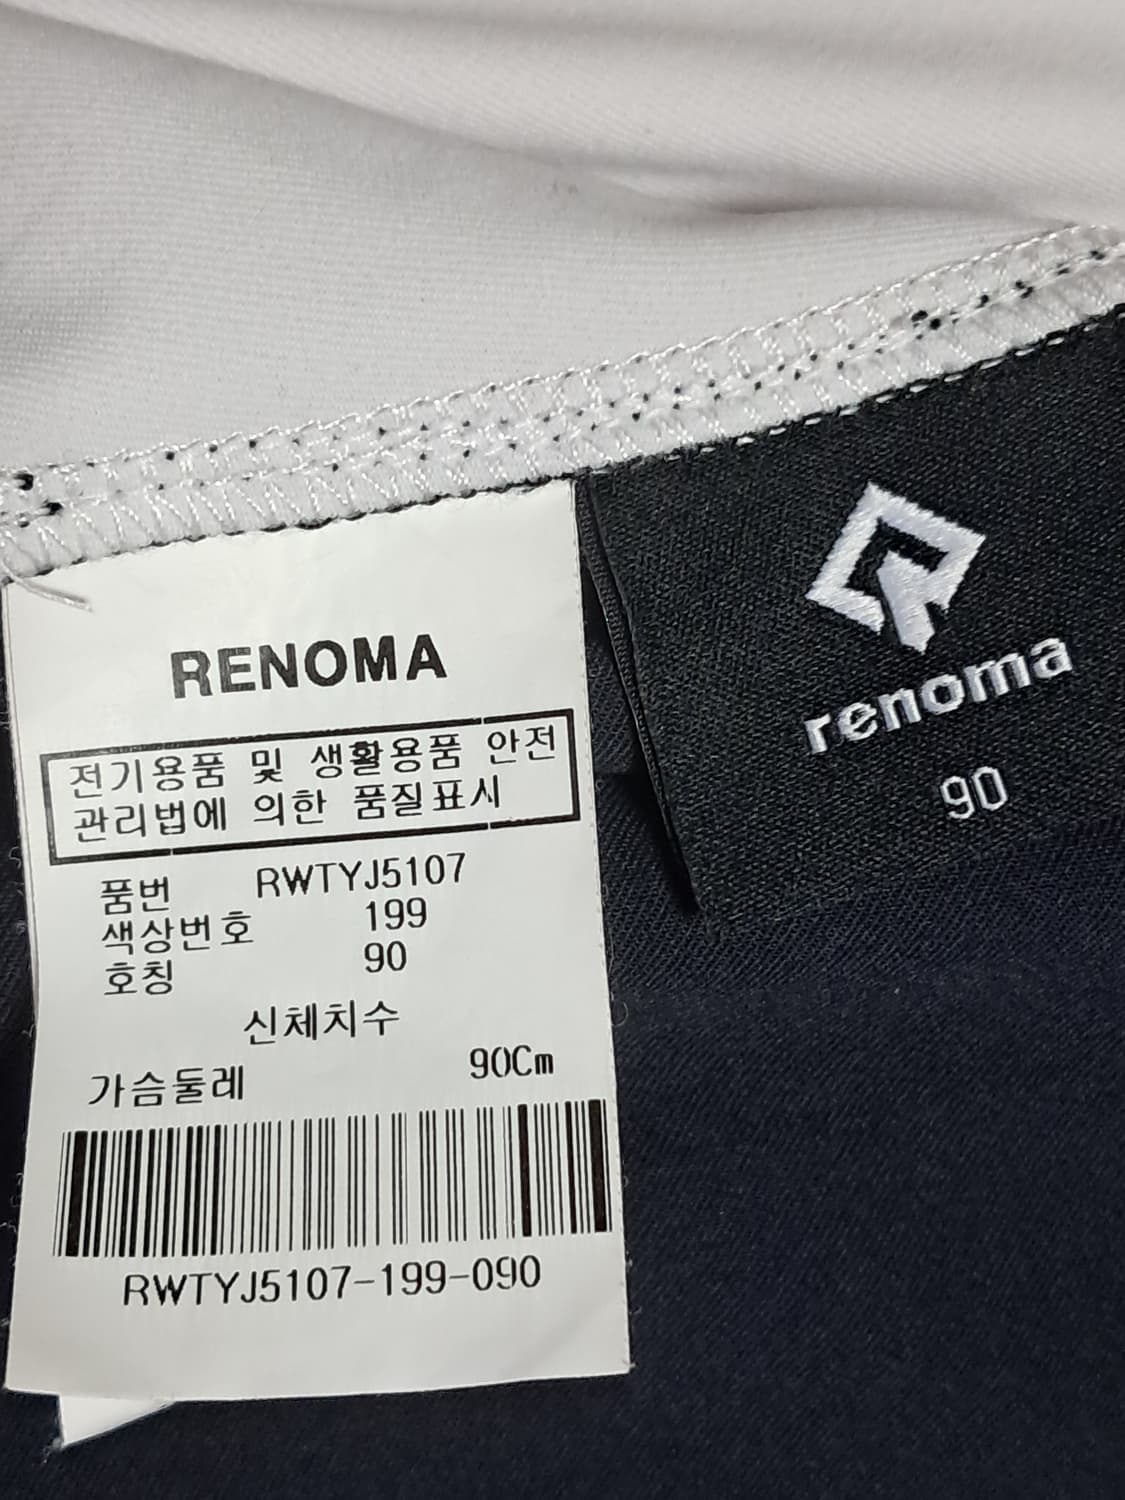 RENOMA
전기용품 및 생활용품 안전
관리법에 의한 품질표시
품번 RWTYJ5107
색상번호 199
호칭 90
신체치수
가슴둘레 90Cm
RWTYJ5107-199-090
renoma
90